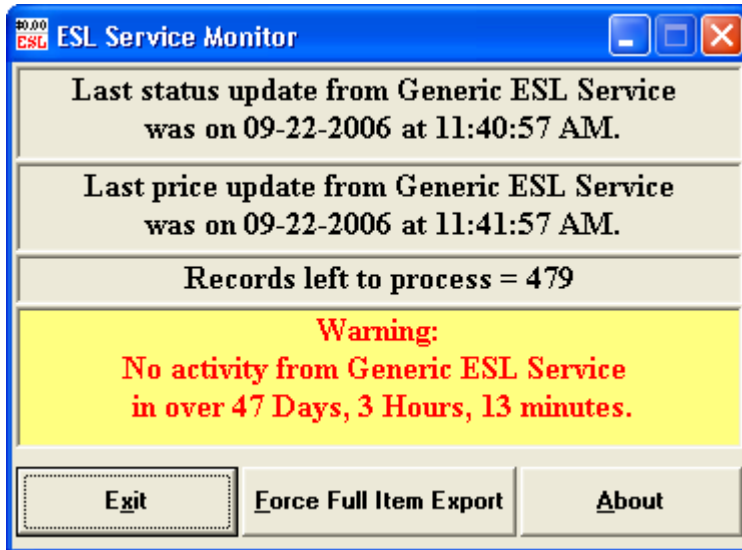 $0.00
ESL
ESL Service Monitor
Last status update from Generic ESL Service
was on 09-22-2006 at 11:40:57 AM.
Last price update from Generic ESL Service
was on 09-22-2006 at 11:41:57 AM.
Records left to process = 479
Warning:
No activity from Generic ESL Service
in over 47 Days, 3 Hours, 13 minutes.
Exit
Force Full Item Export
About